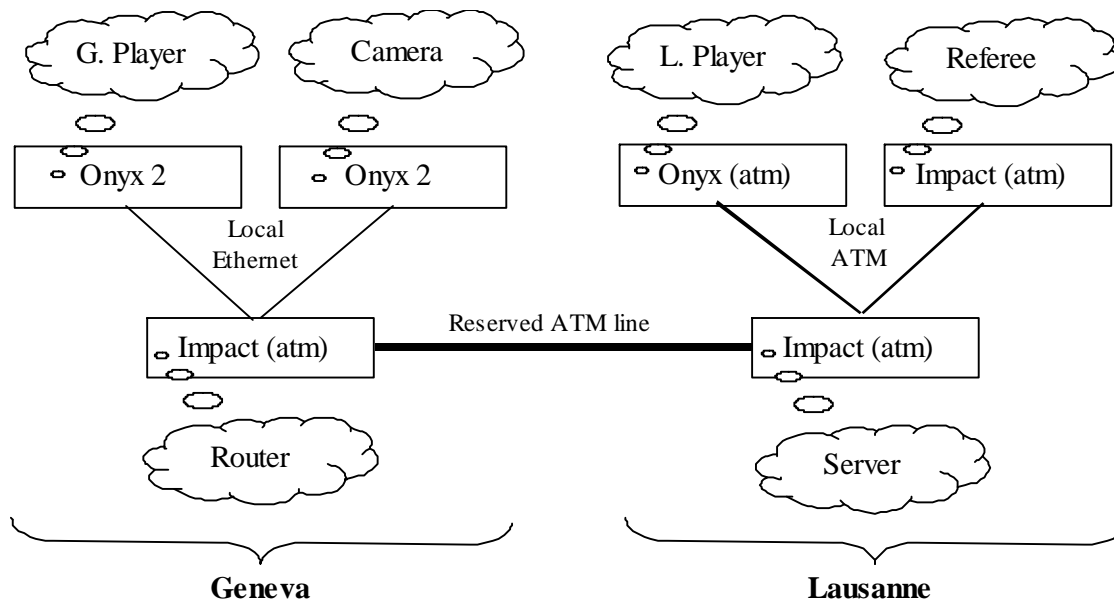 G. Player
Camera
L. Player
Referee
Onyx 2
Onyx 2
Onyx (atm)
Impact (atm)
Local
Ethernet
Local
ATM
Reserved ATM line
Impact (atm)
Impact (atm)
Router
Server
Geneva
Lausanne